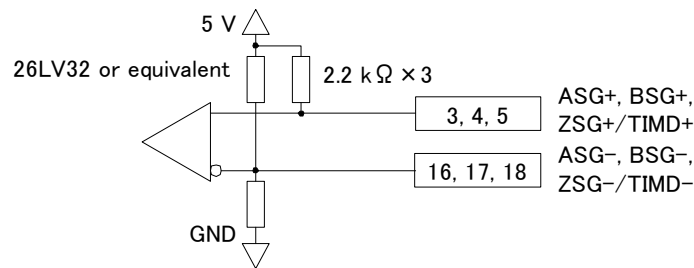 5 V
26LV32 or equivalent
2.2 kΩ ×3
3, 4, 5
ASG+, BSG+,
ZSG+/TIMD+
16, 17, 18
ASG−, BSG−,
ZSG−/TIMD−
GND